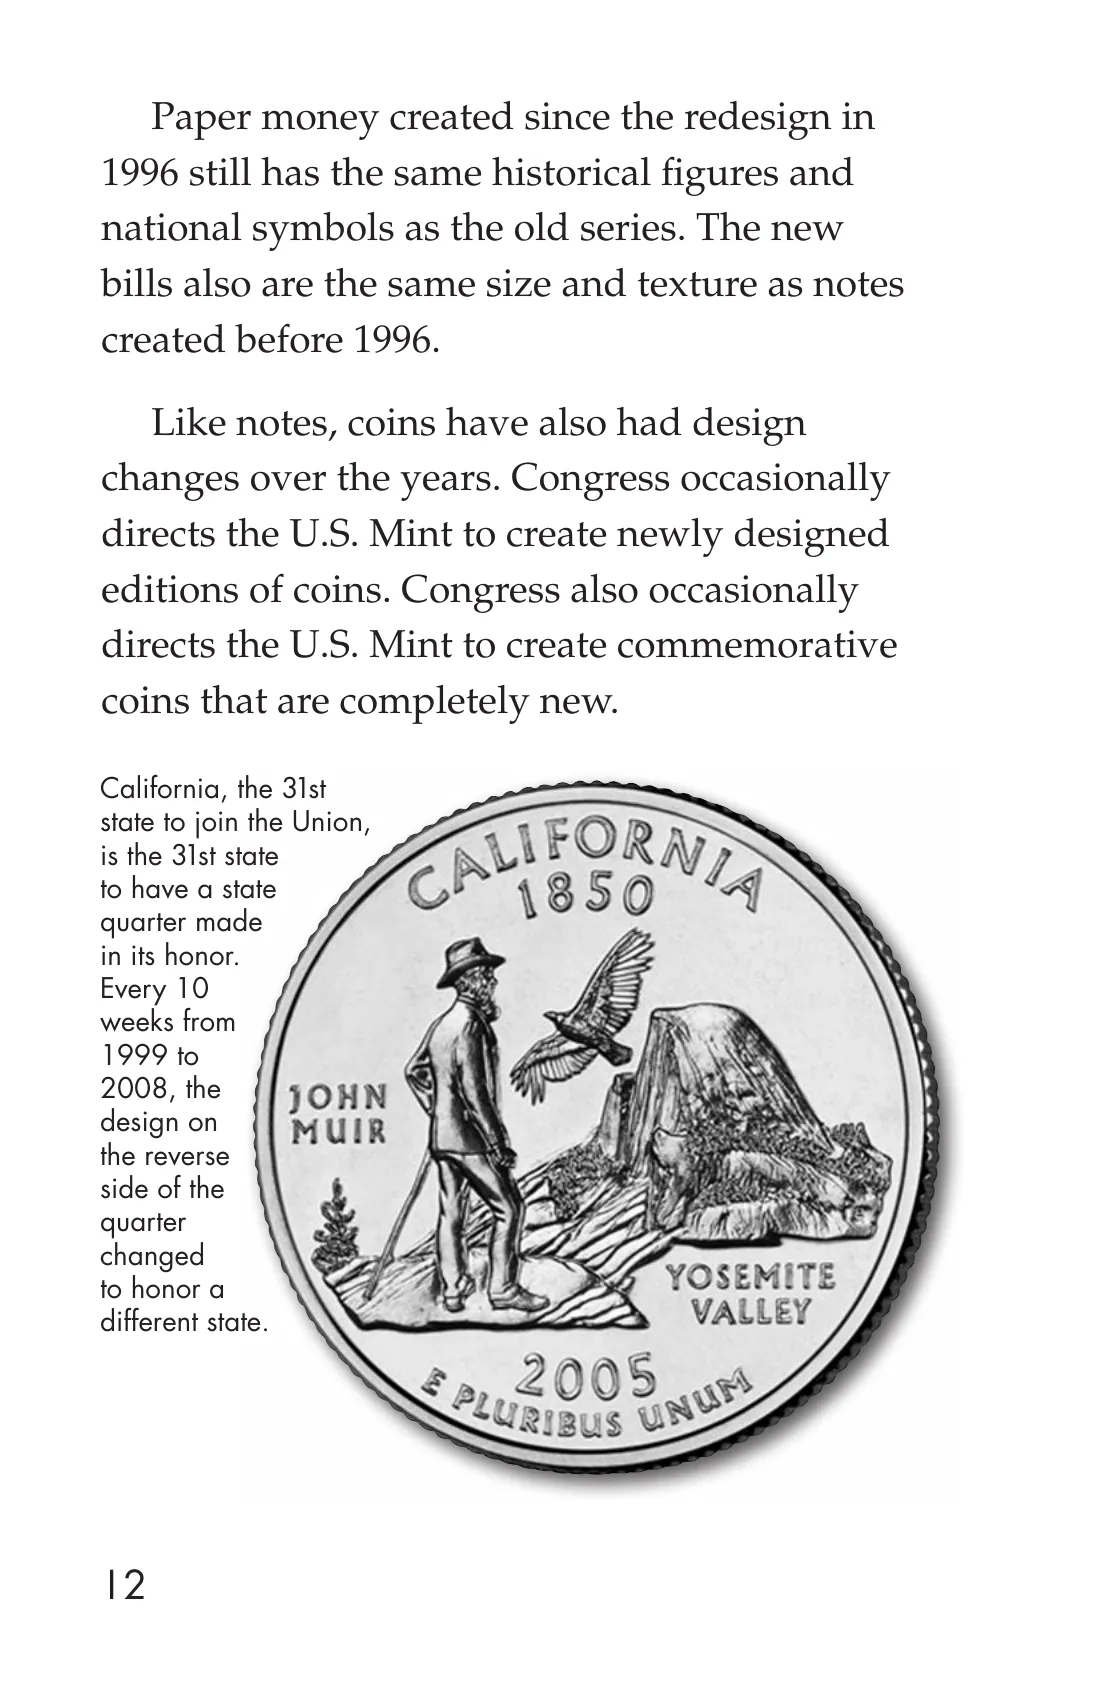 Paper money created since the redesign in
1996 still has the same historical figures and
national symbols as the old series. The new
bills also are the same size and texture as notes
created before 1996.
Like notes, coins have also had design
changes over the years. Congress occasionally
directs the U.S. Mint to create newly designed
editions of coins. Congress also occasionally
directs the U.S. Mint to create commemorative
coins that are completely new.
California, the 31st
state to join the Union,
is the 31st state
to have a state
quarter made
in its honor.
Every 10
weeks from
1999 to
2008, the
design on
the reverse
side of the
quarter
changed
to honor a
different state.
CALIFORNIA
1850
JOHN
MUIR
YOSEMITE
VALLEY
2005
E PLURIBUS UNUM
12